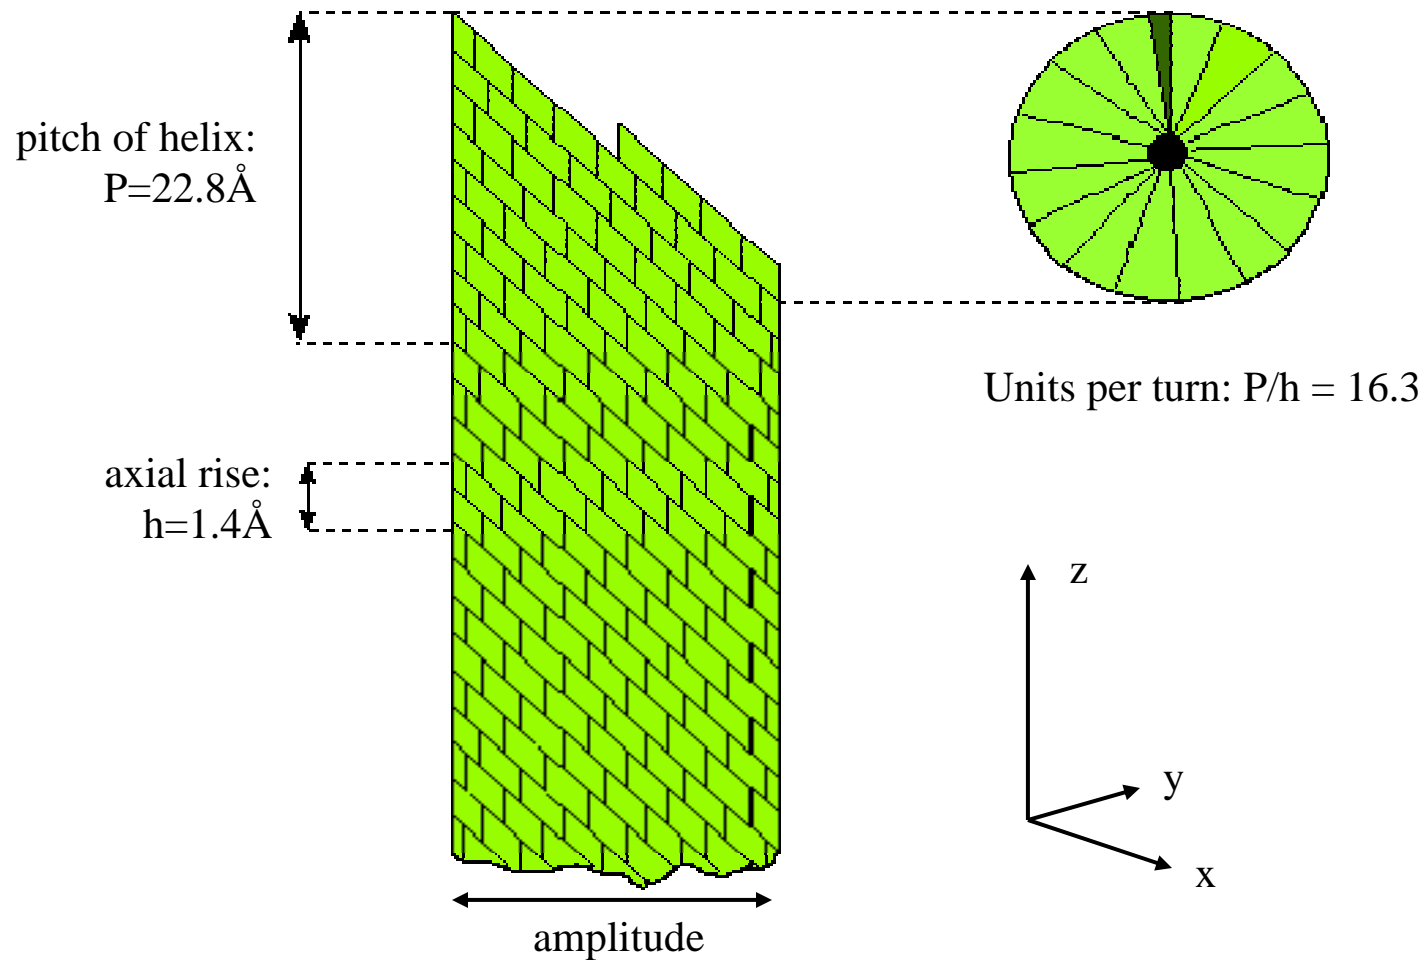 pitch of helix:
P=22.8Å
Units per turn: P/h = 16.3
axial rise:
h=1.4Å
z
y
x
amplitude